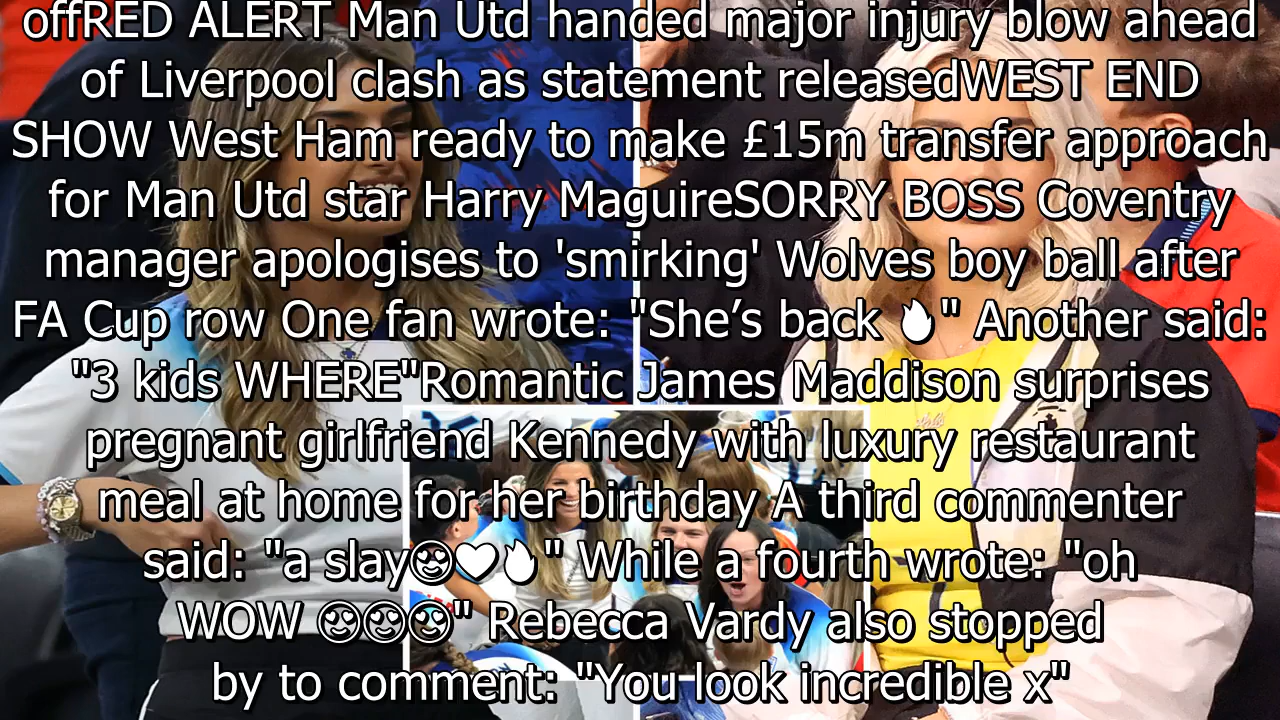 offRED ALERT Man Utd handed major injury blow ahead
of Liverpool clash as statement releasedWEST END
SHOW West Ham ready to make £15m transfer approach
for Man Utd star Harry MaguireSORRY BOSS Coventry
manager apologises to 'smirking' Wolves boy ball after
FA Cup row One fan wrote: "She’s back 🔥" Another said:
"3 kids WHERE"Romantic James Maddison surprises
pregnant girlfriend Kennedy with luxury restaurant
meal at home for her birthday A third commenter
said: "a slay😍❤🔥" While a fourth wrote: "oh
WOW 😍😍😍" Rebecca Vardy also stopped
by to comment: "You look incredible x"